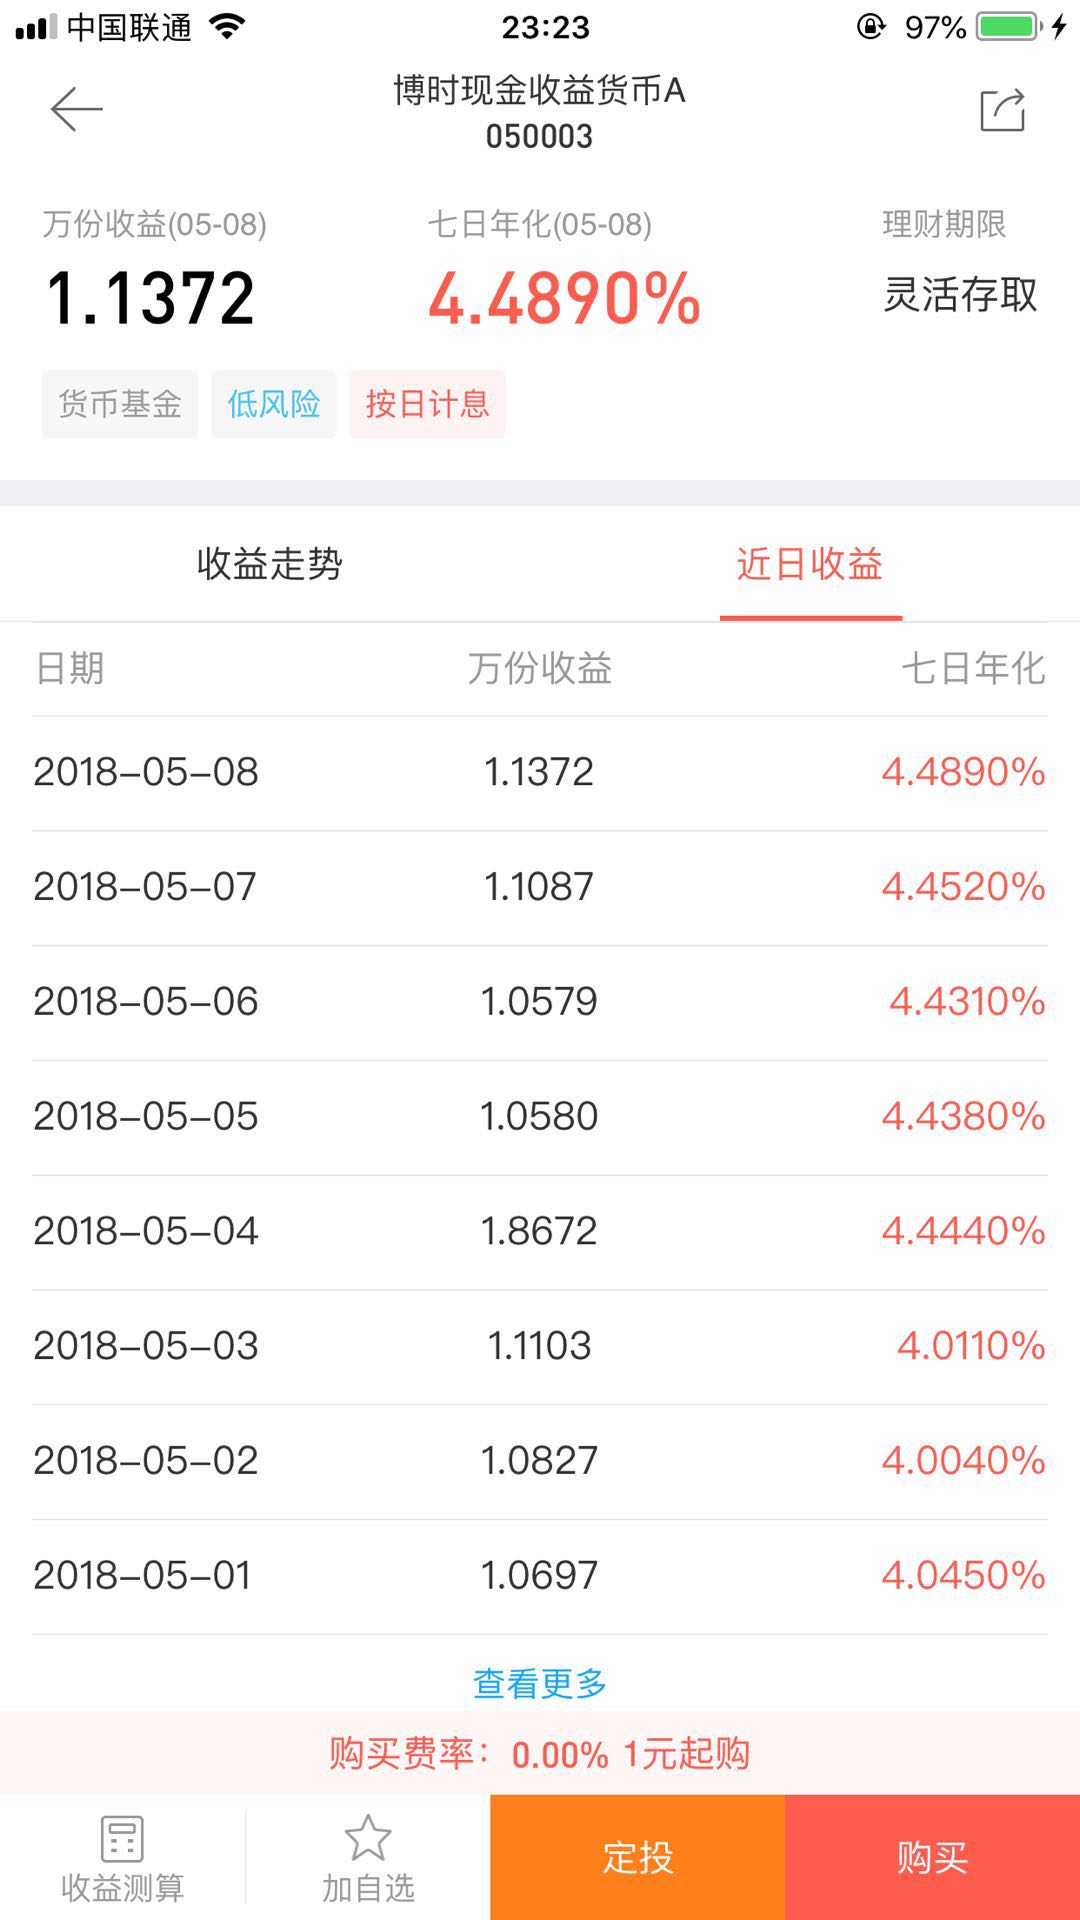 中国联通 23:23 97%
博时现金收益货币A
050003
万份收益(05-08) 七日年化(05-08) 理财期限
1.1372 4.4890% 灵活存取
货币基金 低风险 按日计息
收益走势 近日收益
日期 万份收益 七日年化
2018-05-08 1.1372 4.4890%
2018-05-07 1.1087 4.4520%
2018-05-06 1.0579 4.4310%
2018-05-05 1.0580 4.4380%
2018-05-04 1.8672 4.4440%
2018-05-03 1.1103 4.0110%
2018-05-02 1.0827 4.0040%
2018-05-01 1.0697 4.0450%
查看更多
购买费率：0.00% 1元起购
收益测算 加自选 定投 购买